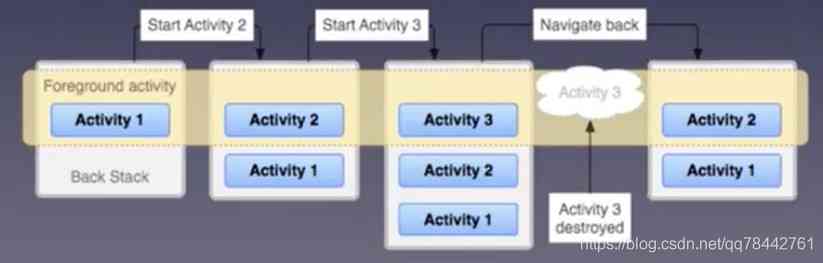 Start Activity 2
Start Activity 3
Navigate back
Foreground activity
Activity 1
Back Stack
Activity 2
Activity 1
Activity 3
Activity 2
Activity 1
Activity 3
Activity 3
destroyed
Activity 2
Activity 1
https://blog.csdn.net/qq78442761